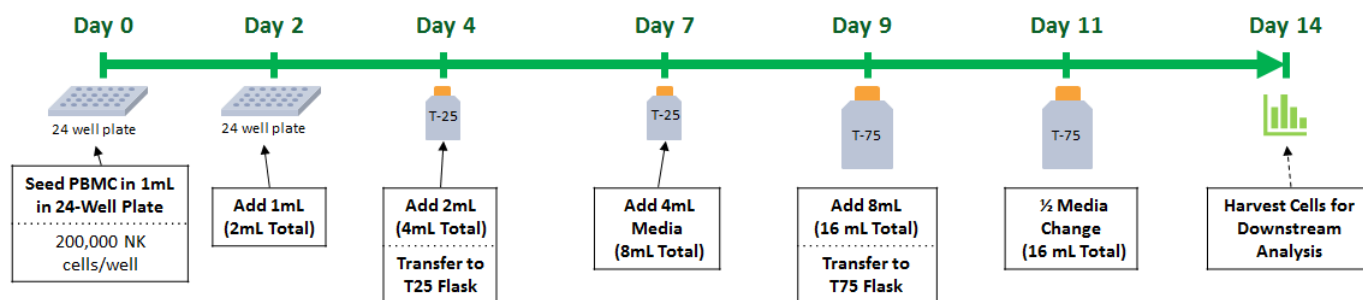 Day 0
Day 2
Day 4
Day 7
Day 9
Day 11
Day 14
24 well plate
24 well plate
T-25
T-25
T-75
T-75
Seed PBMC in 1mL
in 24-Well Plate
200,000 NK
cells/well
Add 1mL
(2mL Total)
Add 2mL
(4mL Total)
Transfer to
T25 Flask
Add 4mL
Media
(8mL Total)
Add 8mL
(16 mL Total)
Transfer to
T75 Flask
½ Media
Change
(16 mL Total)
Harvest Cells for
Downstream
Analysis